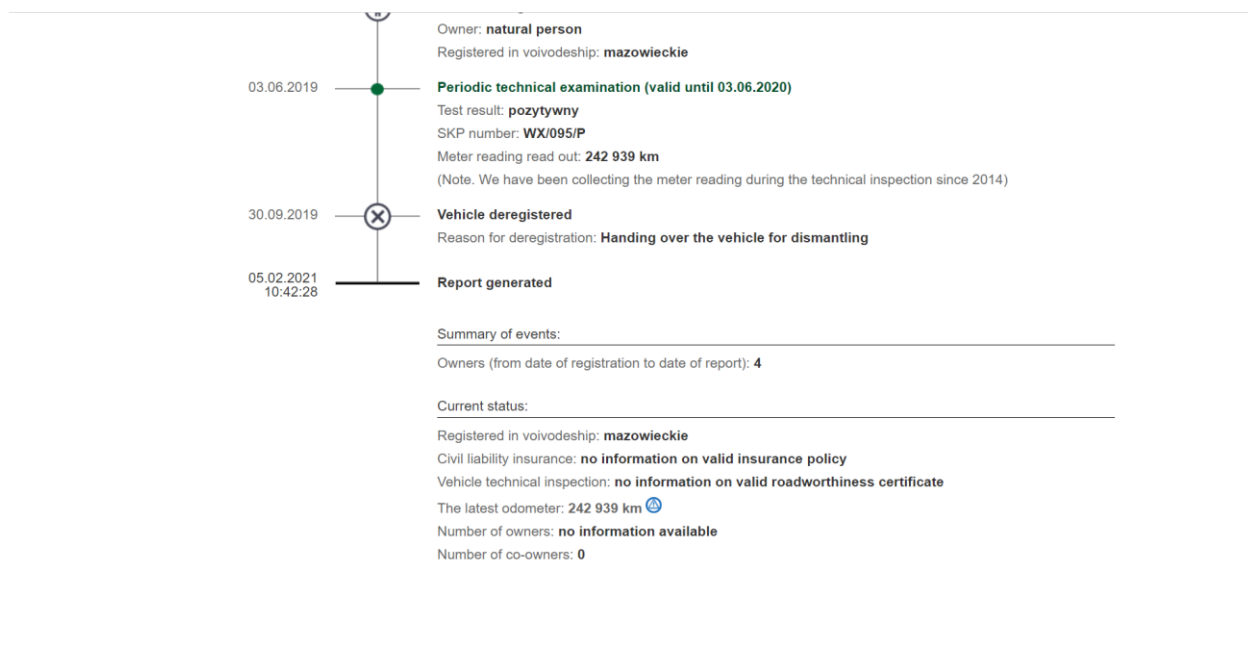 Owner: natural person
Registered in voivodeship: mazowieckie
03.06.2019
Periodic technical examination (valid until 03.06.2020)
Test result: pozytywny
SKP number: WX/095/P
Meter reading read out: 242 939 km
(Note. We have been collecting the meter reading during the technical inspection since 2014)
30.09.2019
Vehicle deregistered
Reason for deregistration: Handing over the vehicle for dismantling
05.02.2021
10:42:28
Report generated
Summary of events:
Owners (from date of registration to date of report): 4
Current status:
Registered in voivodeship: mazowieckie
Civil liability insurance: no information on valid insurance policy
Vehicle technical inspection: no information on valid roadworthiness certificate
The latest odometer: 242 939 km
Number of owners: no information available
Number of co-owners: 0